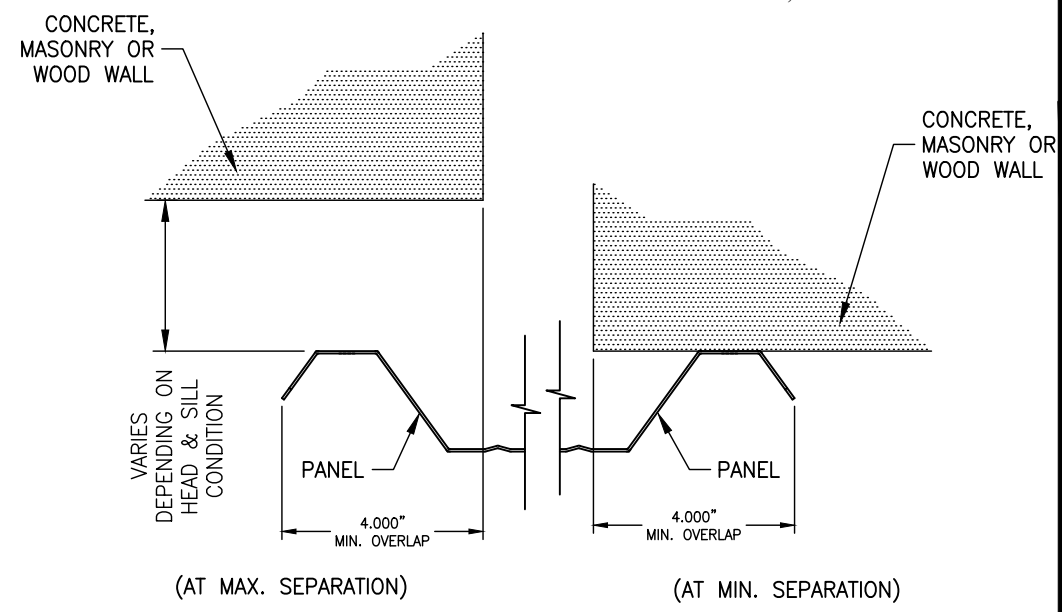 CONCRETE,
MASONRY OR
WOOD WALL
CONCRETE,
MASONRY OR
WOOD WALL
VARIES
DEPENDING ON
HEAD & SILL
CONDITION
PANEL
PANEL
4.000"
MIN. OVERLAP
4.000"
MIN. OVERLAP
(AT MAX. SEPARATION)
(AT MIN. SEPARATION)